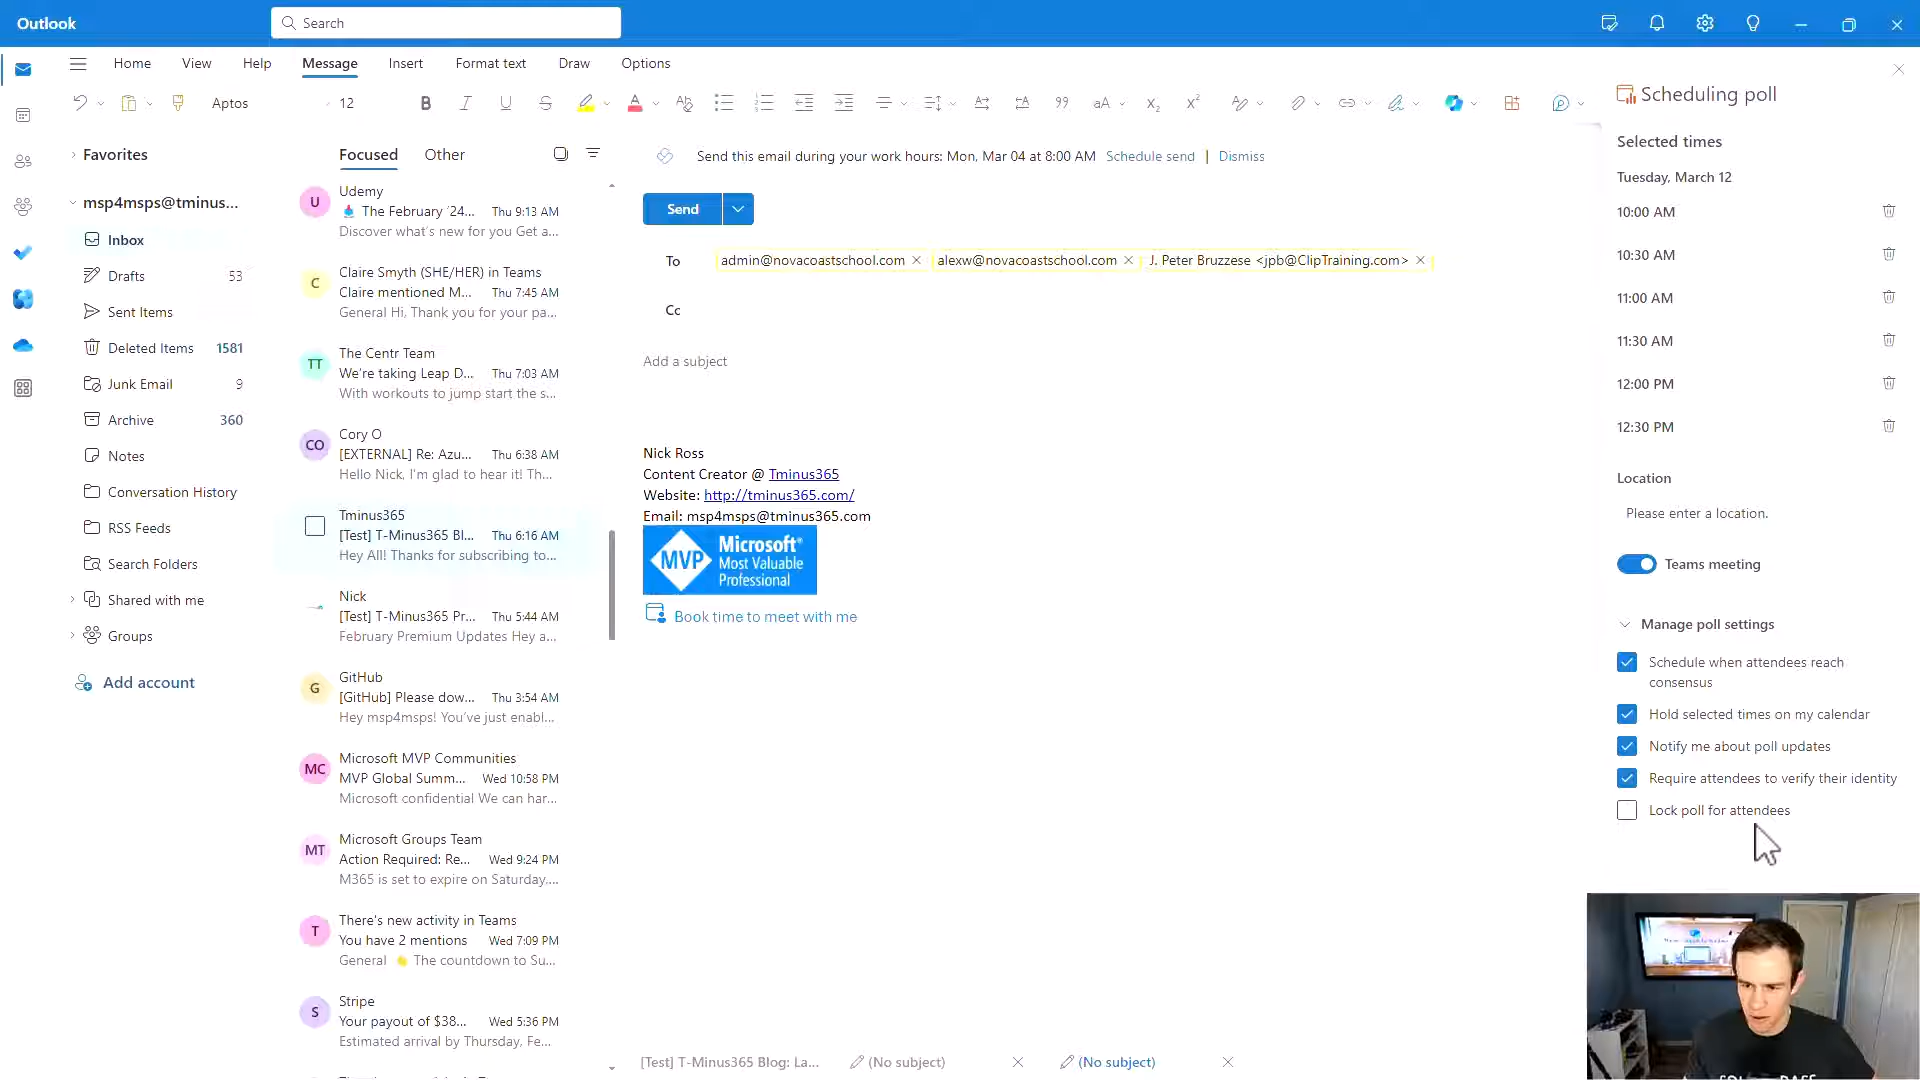 Outlook
Search
Home
View
Help
Message
Insert
Format text
Draw
Options
Aptos
12
Favorites
msp4msps@tminus...
Inbox
Drafts 53
Sent Items
Deleted Items 1581
Junk Email 9
Archive 360
Notes
Conversation History
RSS Feeds
Search Folders
Shared with me
Groups
Add account
Focused
Other
U
Udemy
The February '24... Thu 9:13 AM
Discover what's new for you Get a...
C
Claire Smyth (SHE/HER) in Teams
Claire mentioned M... Thu 7:45 AM
General Hi, Thank you for your pa...
TT
The Centr Team
We're taking Leap D... Thu 7:03 AM
With workouts to jump start the s...
CO
Cory O
[EXTERNAL] Re: Azu... Thu 6:38 AM
Hello Nick, I'm glad to hear it! Th...
Tminus365
[Test] T-Minus365 Bl... Thu 6:16 AM
Hey All! Thanks for subscribing to...
Nick
[Test] T-Minus365 Pr... Thu 5:44 AM
February Premium Updates Hey a...
G
GitHub
[GitHub] Please dow... Thu 3:54 AM
Hey msp4msps! You've just enabl...
MC
Microsoft MVP Communities
MVP Global Summ... Wed 10:58 PM
Microsoft confidential We can har...
MT
Microsoft Groups Team
Action Required: Re... Wed 9:24 PM
M365 is set to expire on Saturday,...
T
There's new activity in Teams
You have 2 mentions Wed 7:09 PM
General The countdown to Su...
S
Stripe
Your payout of $38... Wed 5:36 PM
Estimated arrival by Thursday, Fe...
Send this email during your work hours: Mon, Mar 04 at 8:00 AM Schedule send | Dismiss
Send
To admin@novacoastschool.com alexw@novacoastschool.com J. Peter Bruzzese <jpb@ClipTraining.com>
Cc
Add a subject
Nick Ross
Content Creator @ Tminus365
Website: http://tminus365.com/
Email: msp4msps@tminus365.com
MVP
Microsoft®
Most Valuable
Professional
Book time to meet with me
[Test] T-Minus365 Blog: La...
(No subject)
(No subject)
Scheduling poll
Selected times
Tuesday, March 12
10:00 AM
10:30 AM
11:00 AM
11:30 AM
12:00 PM
12:30 PM
Location
Please enter a location.
Teams meeting
Manage poll settings
Schedule when attendees reach
consensus
Hold selected times on my calendar
Notify me about poll updates
Require attendees to verify their identity
Lock poll for attendees